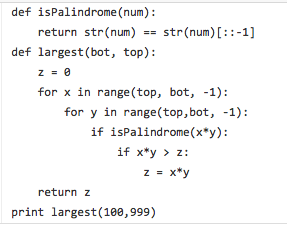 def isPalindrome(num):
    return str(num) == str(num)[::-1]
def largest(bot, top):
    z = 0
    for x in range(top, bot, -1):
        for y in range(top,bot, -1):
            if isPalindrome(x*y):
                if x*y > z:
                    z = x*y
    return z
print largest(100,999)